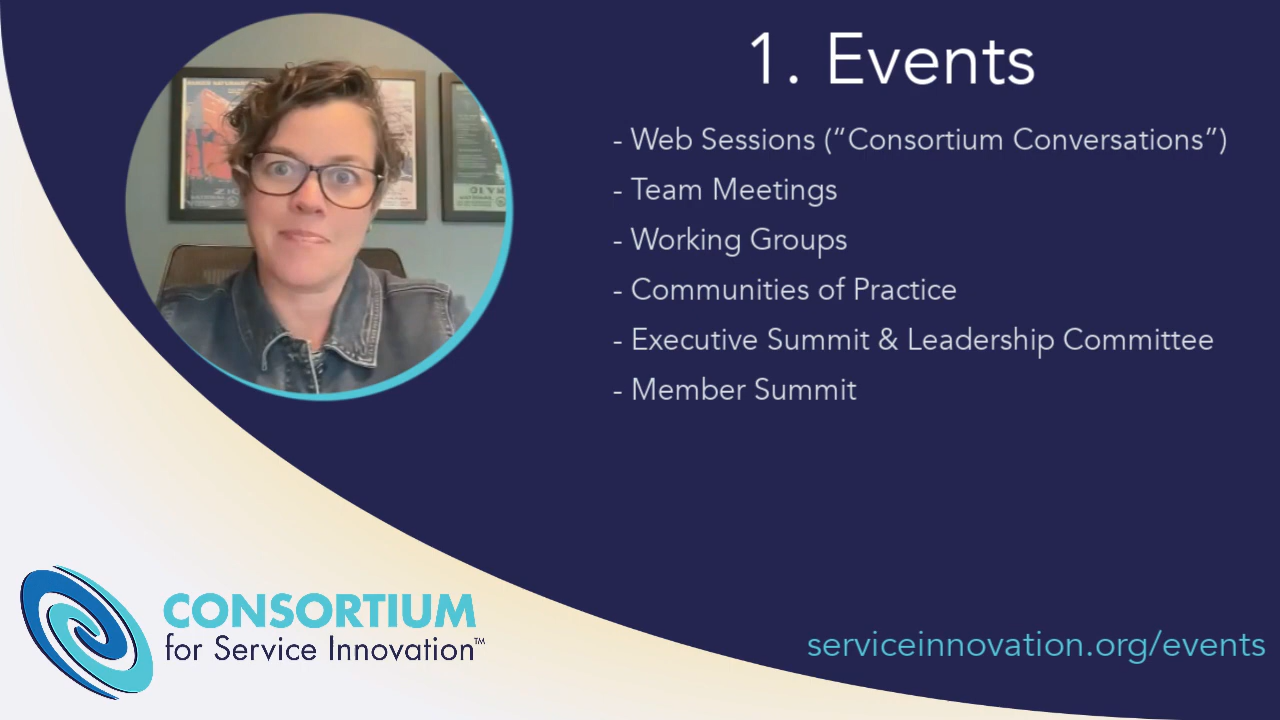 1. Events
- Web Sessions (“Consortium Conversations”)
- Team Meetings
- Working Groups
- Communities of Practice
- Executive Summit & Leadership Committee
- Member Summit
CONSORTIUM
for Service Innovation™
serviceinnovation.org/events